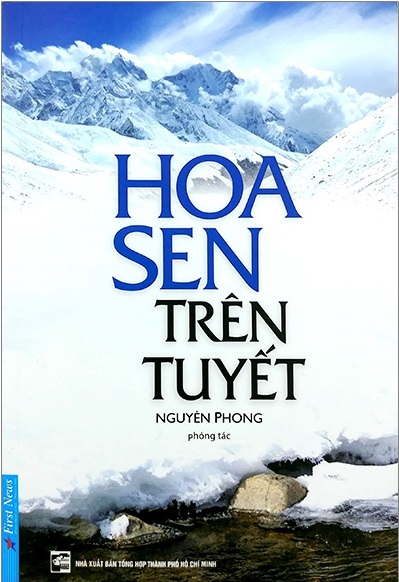 HOA
SEN
TRÊN
TUYẾT
NGUYÊN PHONG
phóng tác
First News
NHÀ XUẤT BẢN TỔNG HỢP THÀNH PHỐ HỒ CHÍ MINH